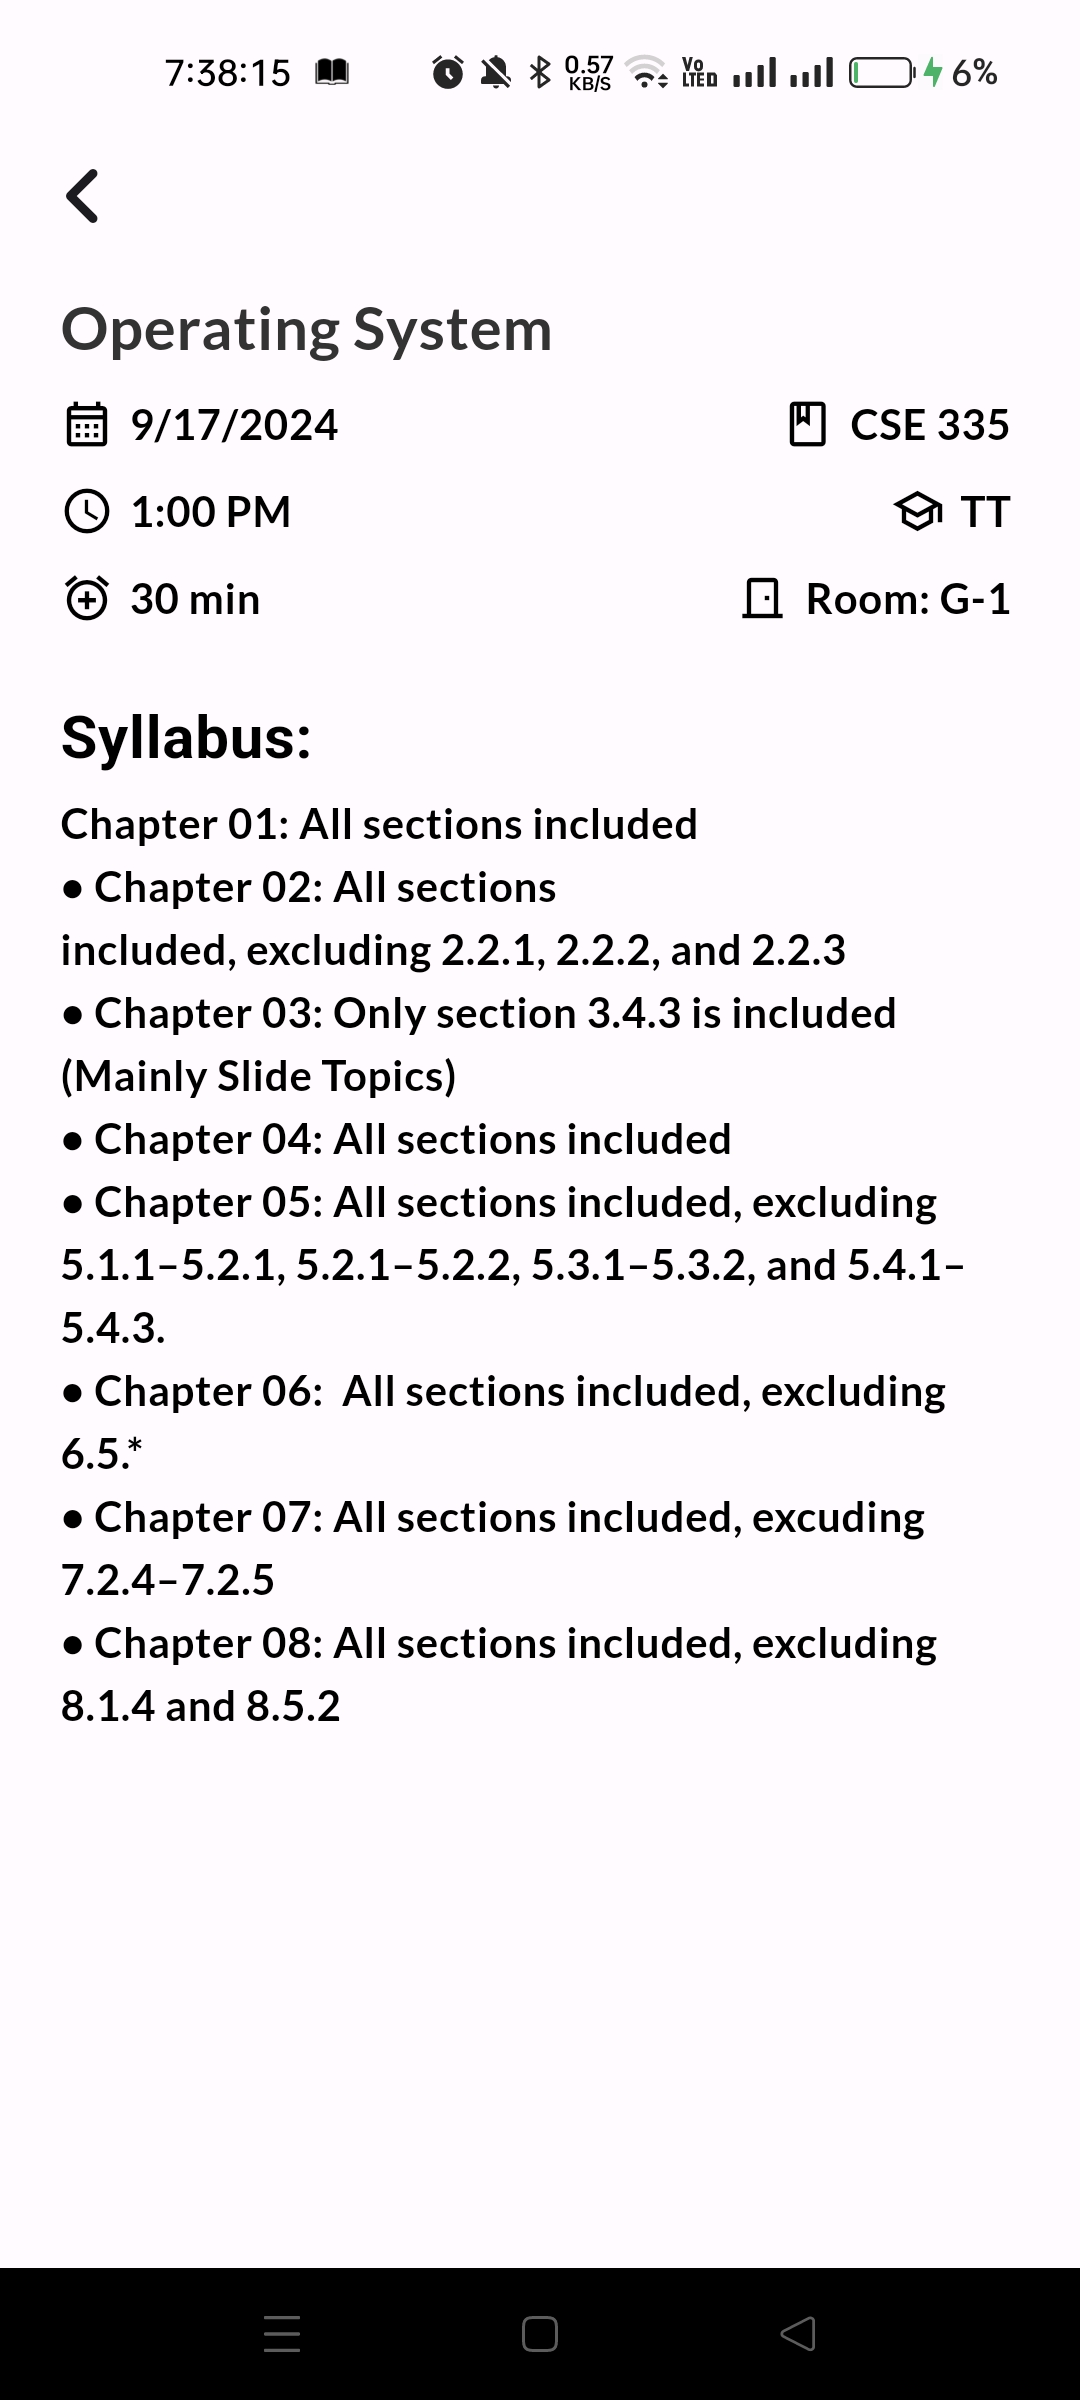 7:38:15 0.57 KB/S Vo LTED 6%
Operating System
9/17/2024 CSE 335
1:00 PM TT
30 min Room: G-1
Syllabus:
Chapter 01: All sections included
• Chapter 02: All sections
included, excluding 2.2.1, 2.2.2, and 2.2.3
• Chapter 03: Only section 3.4.3 is included
(Mainly Slide Topics)
• Chapter 04: All sections included
• Chapter 05: All sections included, excluding
5.1.1–5.2.1, 5.2.1–5.2.2, 5.3.1–5.3.2, and 5.4.1–
5.4.3.
• Chapter 06:  All sections included, excluding
6.5.*
• Chapter 07: All sections included, excuding
7.2.4–7.2.5
• Chapter 08: All sections included, excluding
8.1.4 and 8.5.2